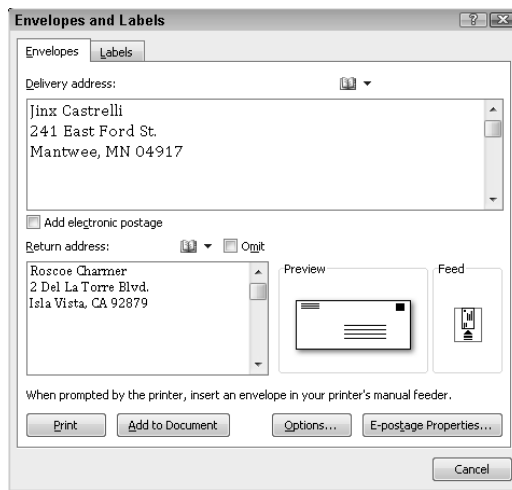 Envelopes and Labels
Envelopes Labels
Delivery address:
Jinx Castrelli
241 East Ford St.
Mantwee, MN 04917
Add electronic postage
Return address: Omit
Roscoe Charmer
2 Del La Torre Blvd.
Isla Vista, CA 92879
Preview
Feed
When prompted by the printer, insert an envelope in your printer's manual feeder.
Print Add to Document Options... E-postage Properties...
Cancel